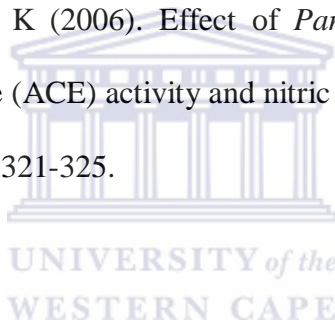 K (2006). Effect of Par
(ACE) activity and nitric
321-325.
UNIVERSITY of the
WESTERN CAPE